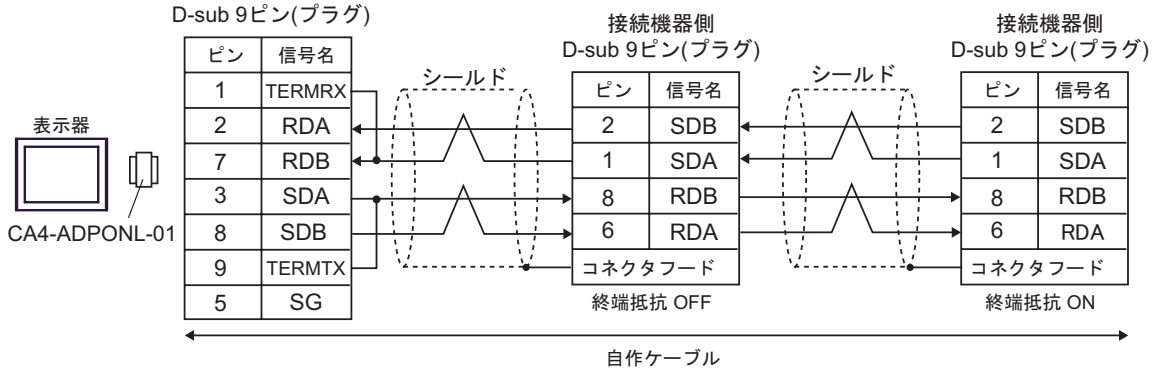 D-sub 9ピン(プラグ)
ピン 信号名
1 TERMRX
2 RDA
7 RDB
3 SDA
8 SDB
9 TERMTX
5 SG
表示器
CA4-ADPONL-01
シールド
接続機器側
D-sub 9ピン(プラグ)
ピン 信号名
2 SDB
1 SDA
8 RDB
6 RDA
コネクタフード
終端抵抗 OFF
シールド
接続機器側
D-sub 9ピン(プラグ)
ピン 信号名
2 SDB
1 SDA
8 RDB
6 RDA
コネクタフード
終端抵抗 ON
自作ケーブル